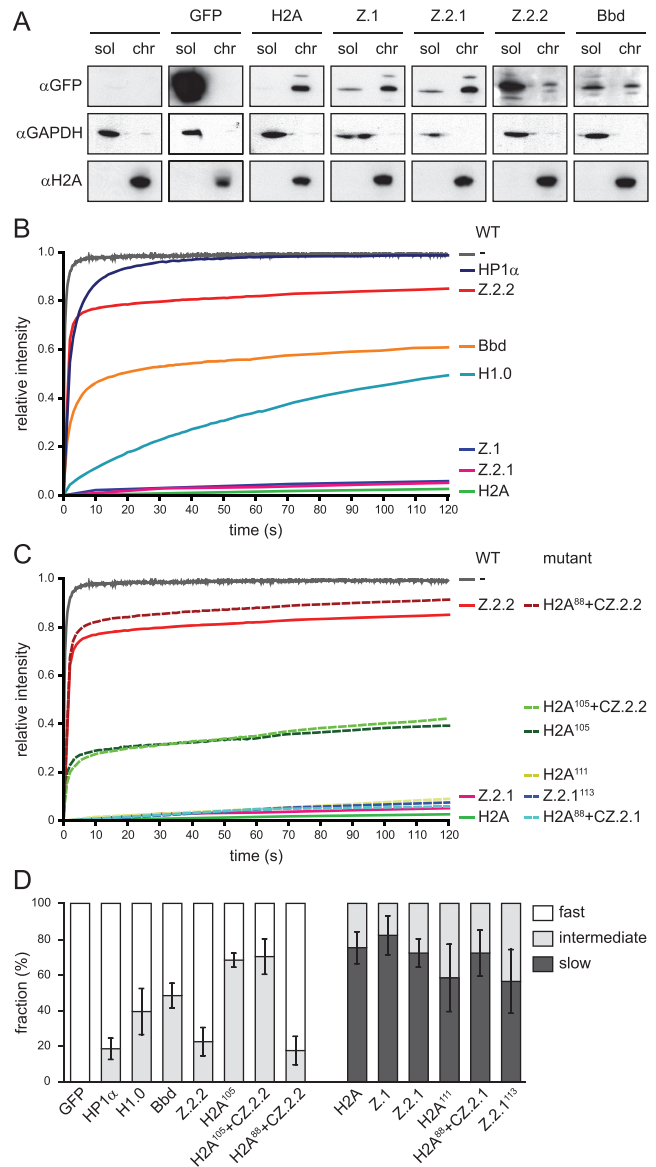 A
GFP H2A Z.1 Z.2.1 Z.2.2 Bbd
sol chr sol chr sol chr sol chr sol chr sol chr sol chr
αGFP
αGAPDH
αH2A
B
WT
1.0
0.8
0.6
0.4
0.2
0.0
relative intensity
0 10 20 30 40 50 60 70 80 90 100 110 120
time (s)
-
HP1α
Z.2.2
Bbd
H1.0
Z.1
Z.2.1
H2A
C
WT mutant
1.0
0.8
0.6
0.4
0.2
0
relative intensity
0 10 20 30 40 50 60 70 80 90 100 110 120
time (s)
-
Z.2.2 H2A⁸⁸+CZ.2.2
H2A¹⁰⁵+CZ.2.2
H2A¹⁰⁵
H2A¹¹¹
Z.2.1 Z.2.1¹¹³
H2A H2A⁸⁸+CZ.2.1
D
100
80
60
40
20
0
fraction (%)
fast
intermediate
slow
GFP HP1α H1.0 Bbd Z.2.2 H2A¹⁰⁵ H2A¹⁰⁵+CZ.2.2 H2A⁸⁸+CZ.2.2 H2A Z.1 Z.2.1 H2A¹¹¹ H2A⁸⁸+CZ.2.1 Z.2.1¹¹³